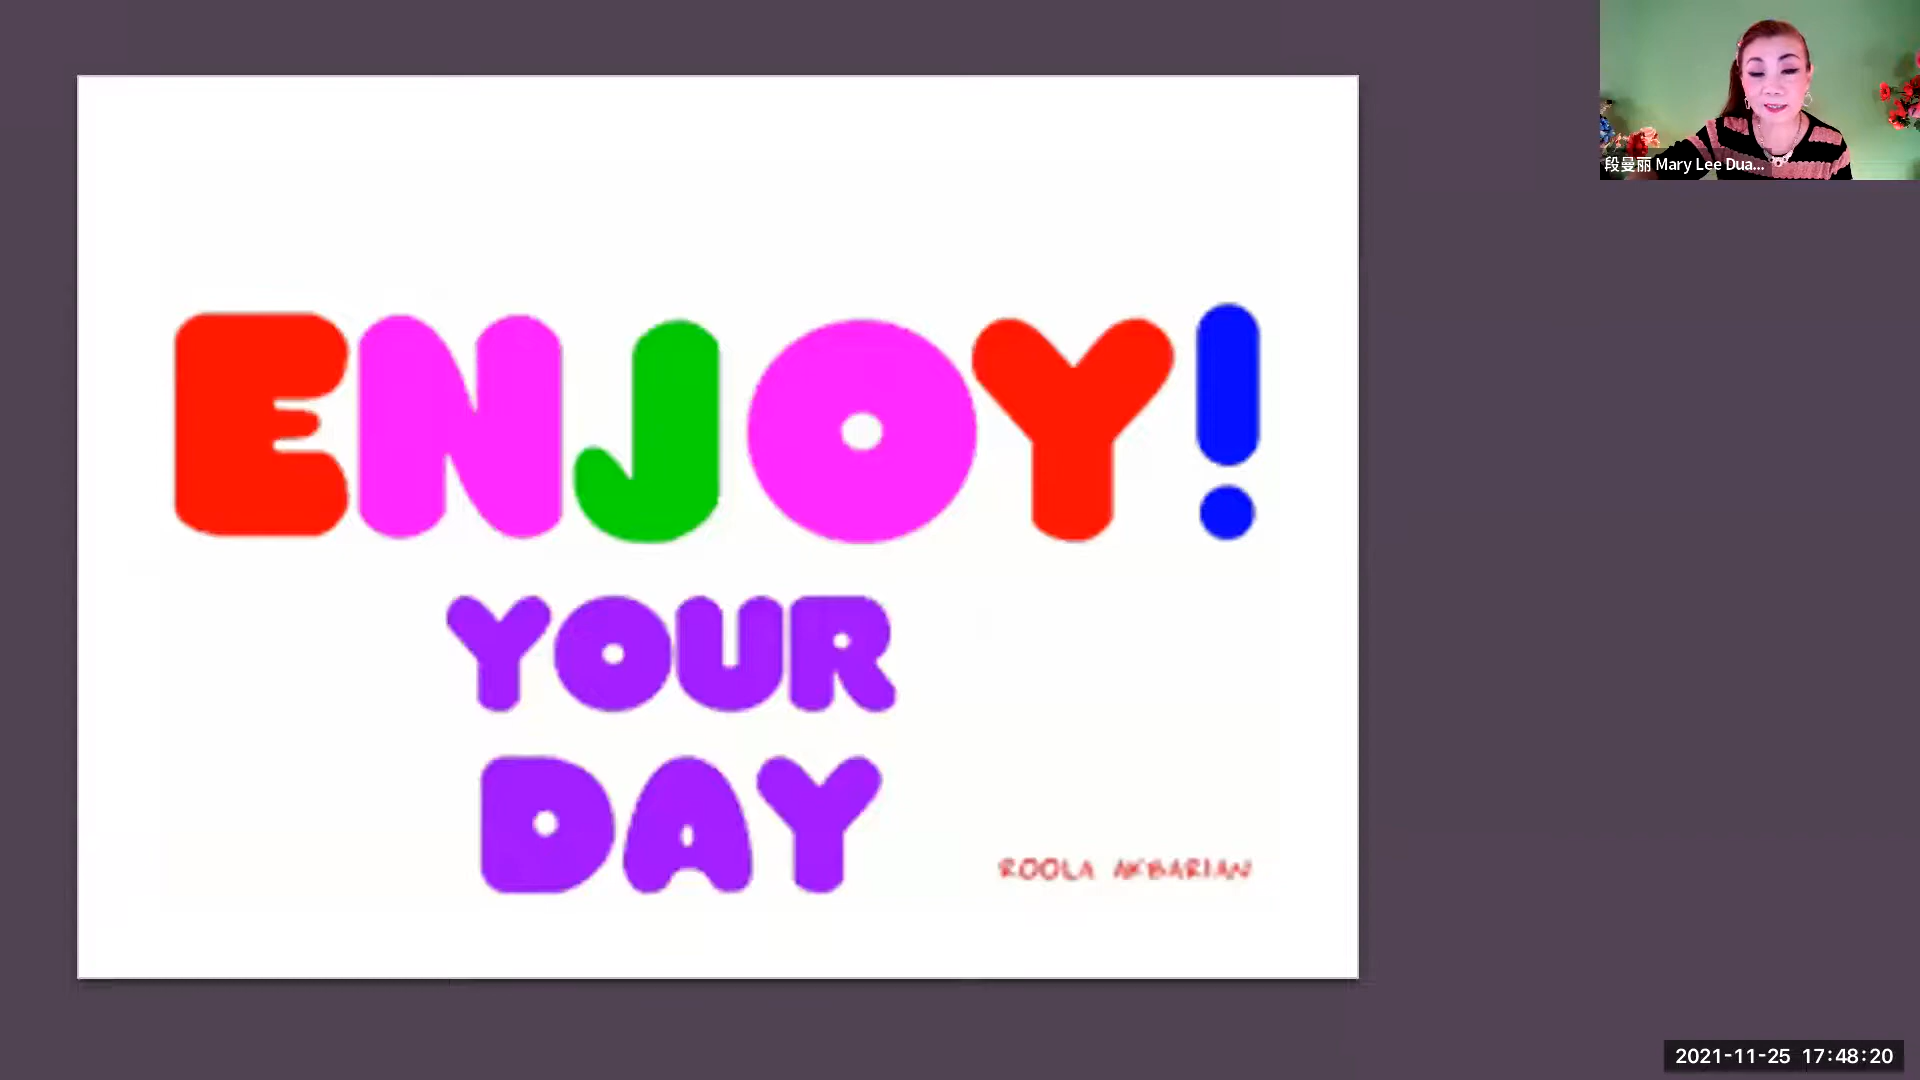 段曼丽 Mary Lee Dua...
ENJOY!
YOUR
DAY
ROOLA AKBARIAN
2021-11-25 17:48:20